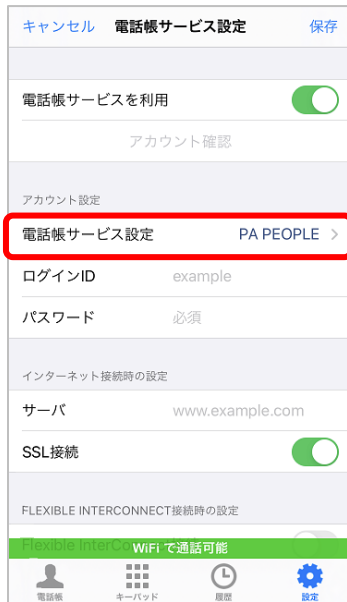 キャンセル 電話帳サービス設定 保存
電話帳サービスを利用
アカウント確認
アカウント設定
電話帳サービス設定 PA PEOPLE >
ログインID example
パスワード 必須
インターネット接続時の設定
サーバ www.example.com
SSL接続
FLEXIBLE INTERCONNECT接続時の設定
Flexible InterConnect
WiFi で通話可能
電話帳 キーパッド 履歴 設定